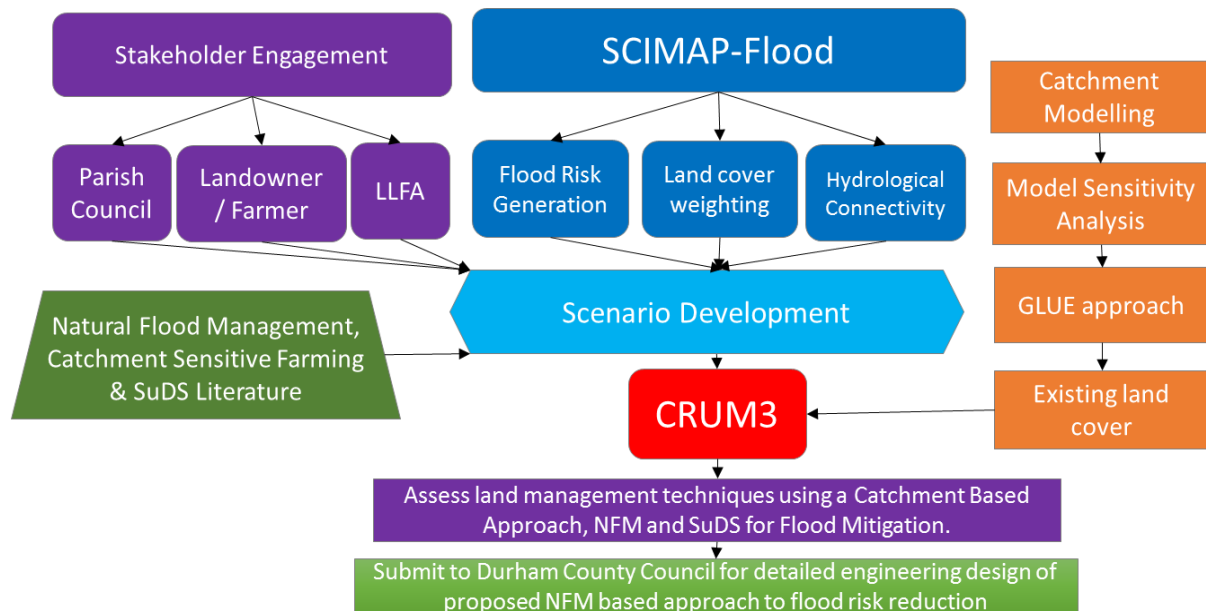 Stakeholder Engagement
SCIMAP-Flood
Catchment
Modelling
Parish
Council
Landowner
/ Farmer
LLFA
Flood Risk
Generation
Land cover
weighting
Hydrological
Connectivity
Model Sensitivity
Analysis
Natural Flood Management,
Catchment Sensitive Farming
& SuDS Literature
Scenario Development
GLUE approach
CRUM3
Existing land
cover
Assess land management techniques using a Catchment Based
Approach, NFM and SuDS for Flood Mitigation.
Submit to Durham County Council for detailed engineering design of
proposed NFM based approach to flood risk reduction